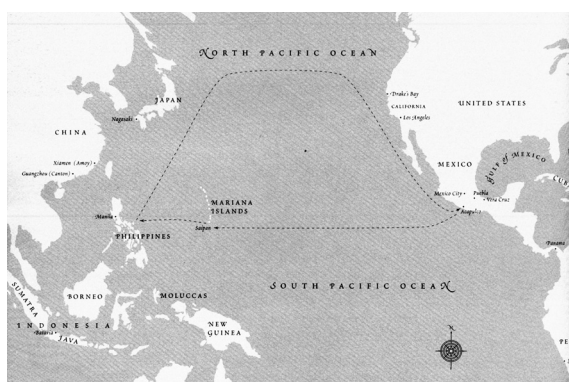 NORTH PACIFIC OCEAN
JAPAN
Nagasaki
CHINA
Xiamen (Amoy)
Guangzhou (Canton)
Drake's Bay
CALIFORNIA
Los Angeles
UNITED STATES
GULF OF MEXICO
MEXICO
CUB
Mexico City
Puebla
Vera Cruz
Acapulco
Panama
MARIANA
ISLANDS
Saipan
Manila
PHILIPPINES
SOUTH PACIFIC OCEAN
SUMATRA
BORNEO
MOLUCCAS
INDONESIA
Batavia
JAVA
NEW
GUINEA
N
PE